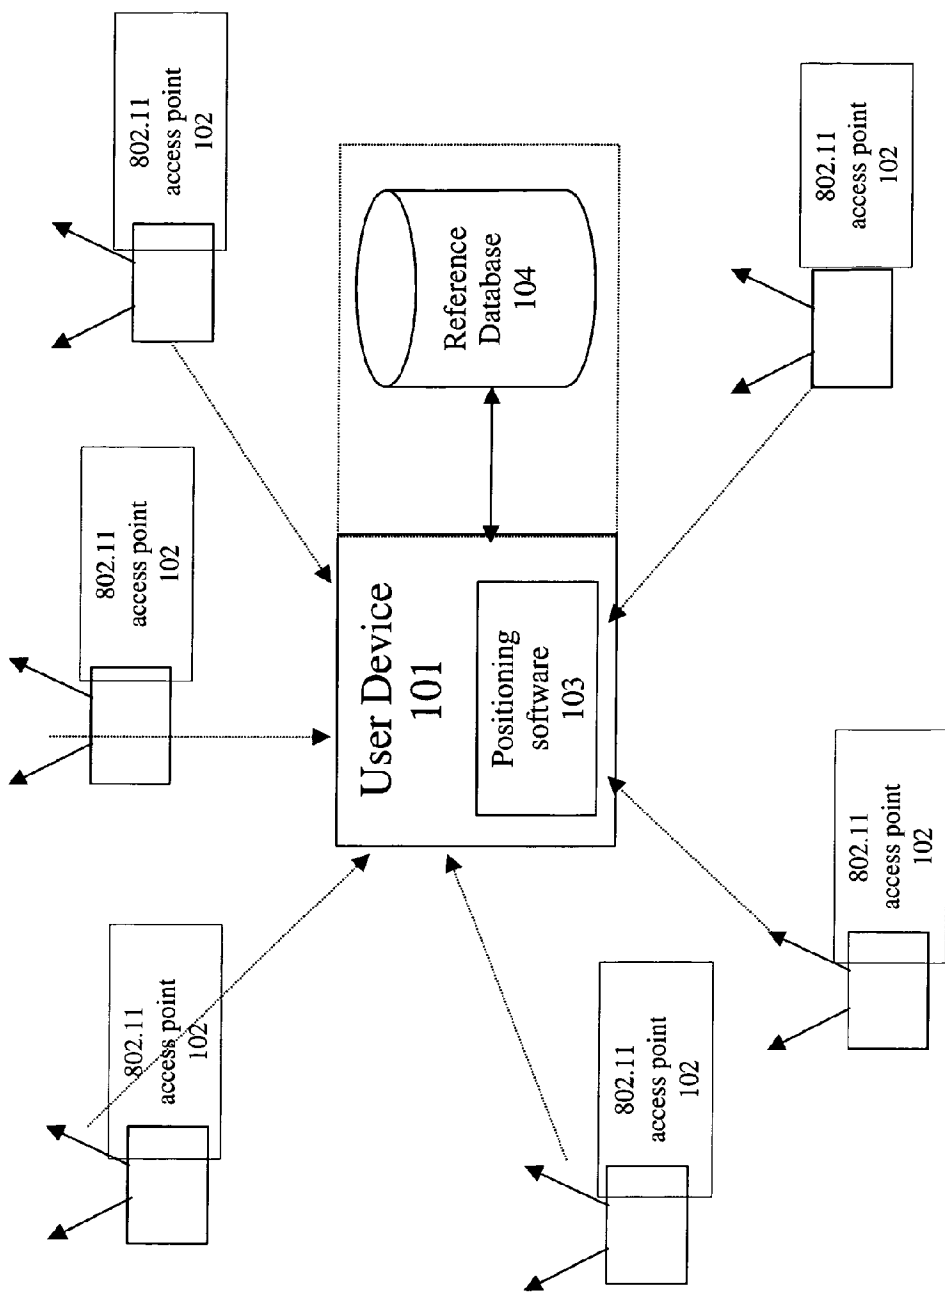 802.11
access point
102
802.11
access point
102
802.11
access point
102
User Device
101
Positioning
software
103
Reference
Database
104
802.11
access point
102
802.11
access point
102
802.11
access point
102